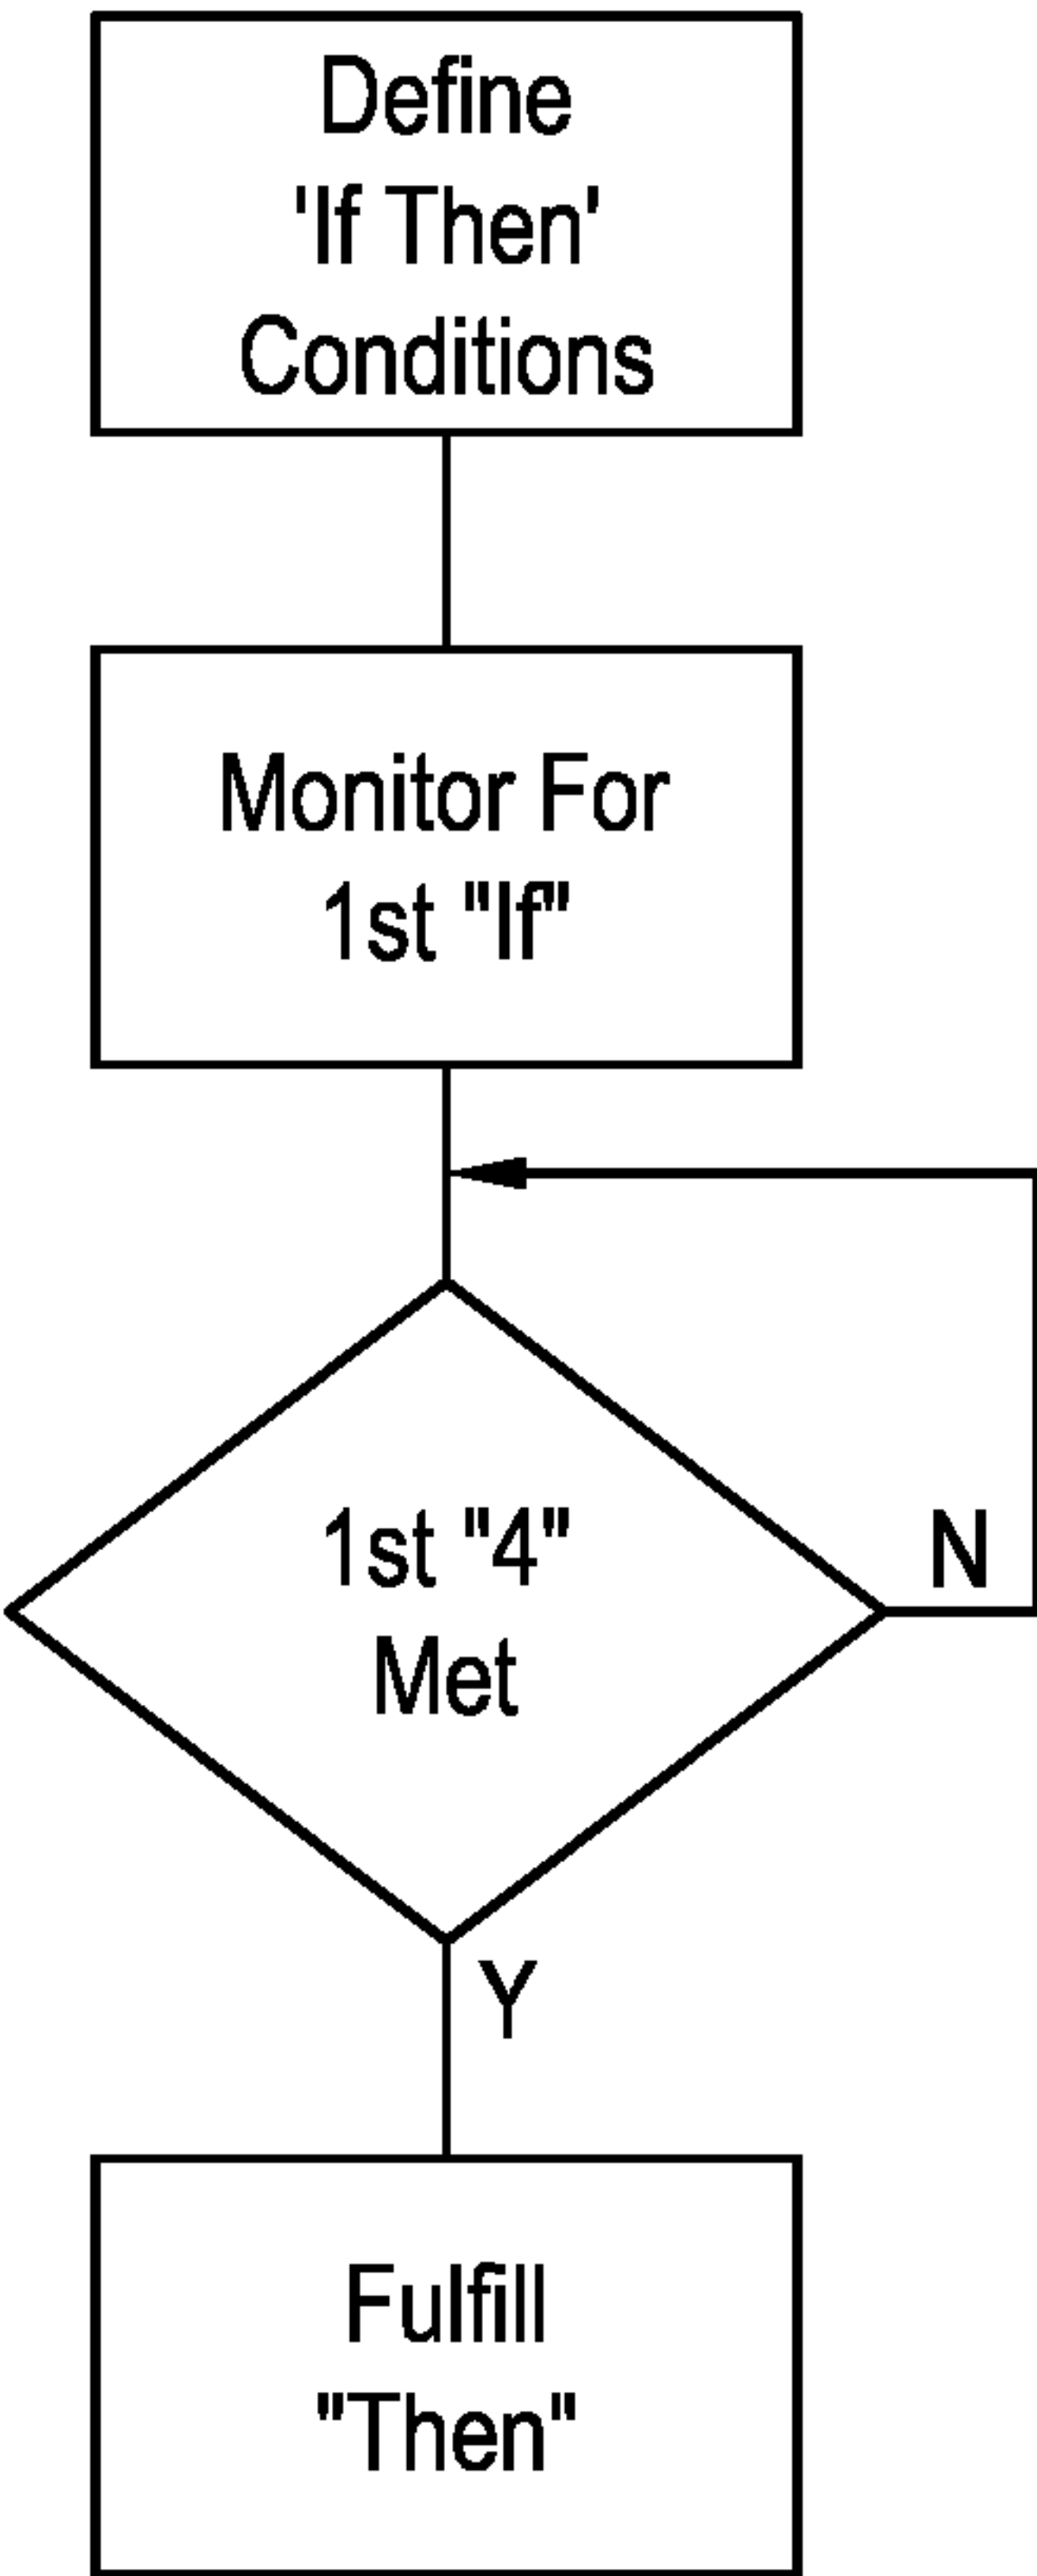 Define
'If Then'
Conditions
Monitor For
1st "If"
1st "4"
Met
N
Y
Fulfill
"Then"